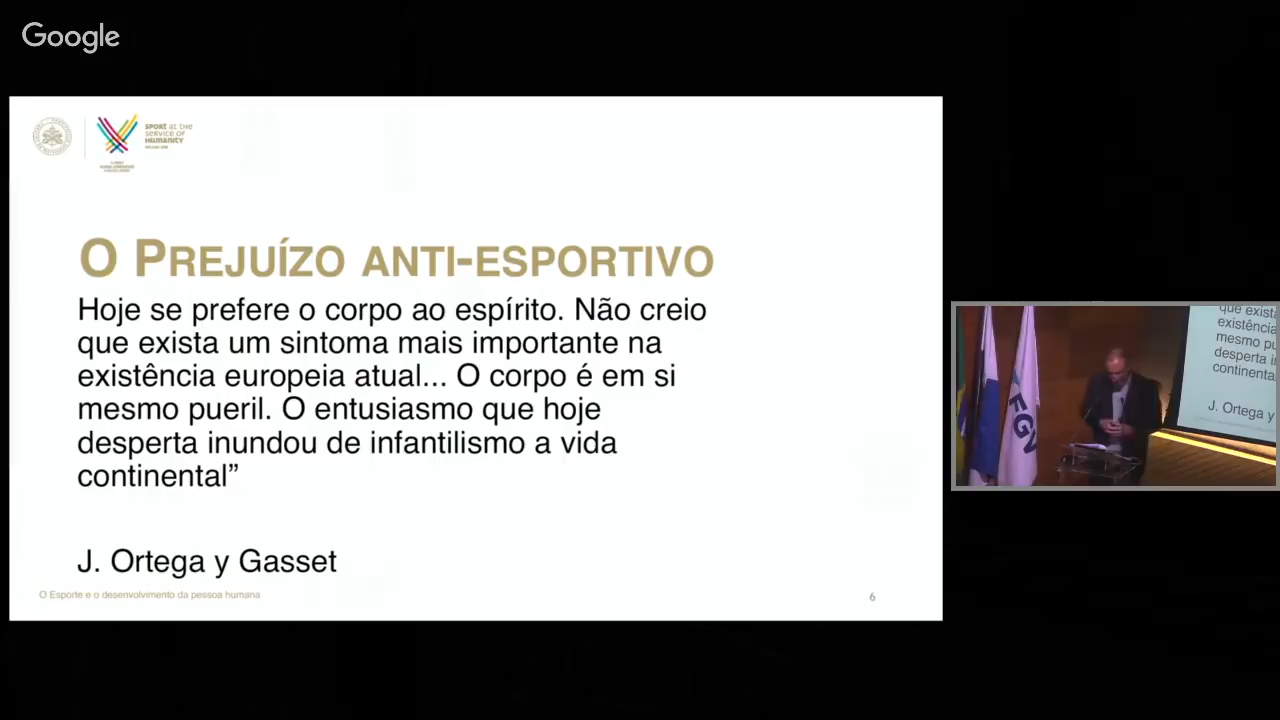 Google
SPORT at THE
SERVICE OF
HUMANITY
O PREJUÍZO ANTI-ESPORTIVO
Hoje se prefere o corpo ao espírito. Não creio
que exista um sintoma mais importante na
existência europeia atual... O corpo é em si
mesmo pueril. O entusiasmo que hoje
desperta inundou de infantilismo a vida
continental”
J. Ortega y Gasset
O Esporte e o desenvolvimento da pessoa humana
6
FGV
que exist
existência
mesmo pu
desperta i
continenta
J. Ortega y